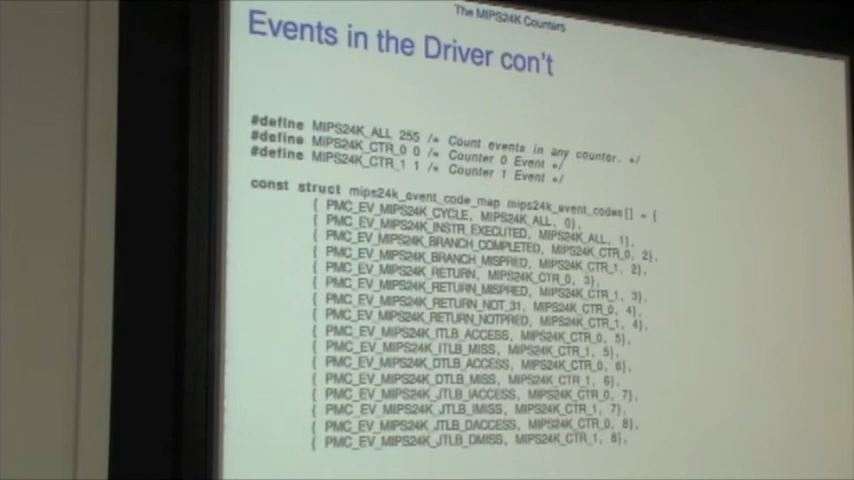 The MIPS24K Counters
Events in the Driver con't
#define MIPS24K_ALL 255 /* Count events in any counter. */
#define MIPS24K_CTR_0 0 /* Counter 0 Event */
#define MIPS24K_CTR_1 1 /* Counter 1 Event */
const struct mips24k_event_code_map mips24k_event_codes[] = {
{ PMC_EV_MIPS24K_CYCLE, MIPS24K_ALL, 0},
{ PMC_EV_MIPS24K_INSTR_EXECUTED, MIPS24K_ALL, 1},
{ PMC_EV_MIPS24K_BRANCH_COMPLETED, MIPS24K_CTR_0, 2},
{ PMC_EV_MIPS24K_BRANCH_MISPRED, MIPS24K_CTR_1, 2},
{ PMC_EV_MIPS24K_RETURN, MIPS24K_CTR_0, 3},
{ PMC_EV_MIPS24K_RETURN_MISPRED, MIPS24K_CTR_1, 3},
{ PMC_EV_MIPS24K_RETURN_NOT_31, MIPS24K_CTR_0, 4},
{ PMC_EV_MIPS24K_RETURN_NOTPRED, MIPS24K_CTR_1, 4},
{ PMC_EV_MIPS24K_ITLB_ACCESS, MIPS24K_CTR_0, 5},
{ PMC_EV_MIPS24K_ITLB_MISS, MIPS24K_CTR_1, 5},
{ PMC_EV_MIPS24K_DTLB_ACCESS, MIPS24K_CTR_0, 6},
{ PMC_EV_MIPS24K_DTLB_MISS, MIPS24K_CTR_1, 6},
{ PMC_EV_MIPS24K_JTLB_IACCESS, MIPS24K_CTR_0, 7},
{ PMC_EV_MIPS24K_JTLB_IMISS, MIPS24K_CTR_1, 7},
{ PMC_EV_MIPS24K_JTLB_DACCESS, MIPS24K_CTR_0, 8},
{ PMC_EV_MIPS24K_JTLB_DMISS, MIPS24K_CTR_1, 8},